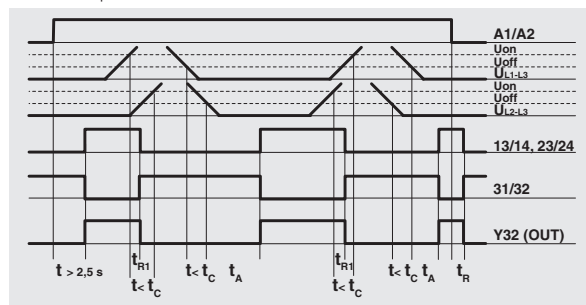 A1/A2
Uon
Uoff
UL1-L3
Uon
Uoff
UL2-L3
13/14, 23/24
31/32
Y32 (OUT)
t > 2,5 s
tR1
t< tC
t< tC
tA
tR1
t< tC
t< tC
tA
tR